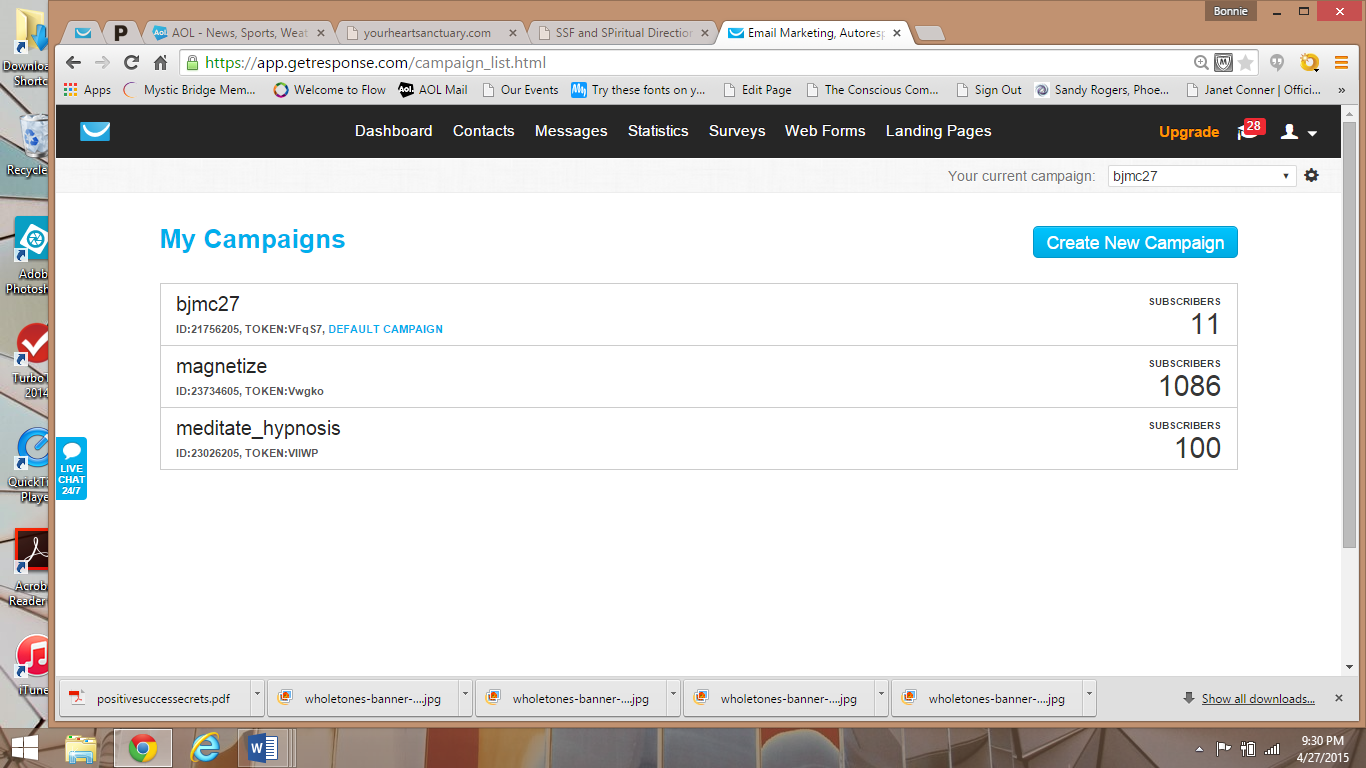 Bonnie
AOL - News, Sports, Weat
yourheartsanctuary.com
SSF and SPiritual Direction
Email Marketing, Autoresp
https://app.getresponse.com/campaign_list.html
Apps
Mystic Bridge Mem...
Welcome to Flow
Aol.
AOL Mail
Our Events
Try these fonts on y...
Edit Page
The Conscious Com...
Sign Out
Sandy Rogers, Phoe...
Janet Conner | Offici...
»
Dashboard
Contacts
Messages
Statistics
Surveys
Web Forms
Landing Pages
Upgrade
28
Your current campaign:
bjmc27
My Campaigns
Create New Campaign
bjmc27
ID:21756205, TOKEN:VFqS7, DEFAULT CAMPAIGN
SUBSCRIBERS
11
magnetize
ID:23734605, TOKEN:Vwgko
SUBSCRIBERS
1086
meditate_hypnosis
ID:23026205, TOKEN:VIIWP
SUBSCRIBERS
100
LIVE
CHAT
24/7
Downloa
Shortc
Recycle
Adob
Photosh
TurboT
2014
QuickTi
Playe
Acrob
Reader
iTune
positivesuccessecrets.pdf
wholetones-banner-....jpg
wholetones-banner-....jpg
wholetones-banner-....jpg
wholetones-banner-....jpg
Show all downloads...
9:30 PM
4/27/2015